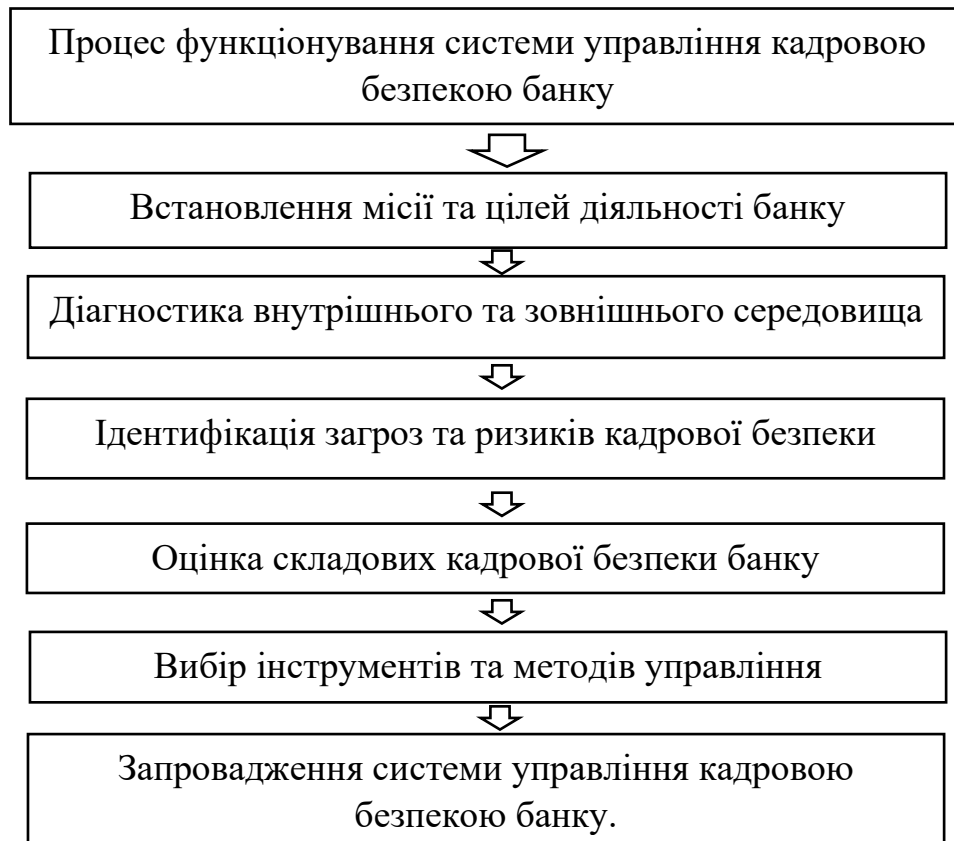 Процес функціонування системи управління кадровою
безпекою банку
Встановлення місії та цілей діяльності банку
Діагностика внутрішнього та зовнішнього середовища
Ідентифікація загроз та ризиків кадрової безпеки
Оцінка складових кадрової безпеки банку
Вибір інструментів та методів управління
Запровадження системи управління кадровою
безпекою банку.